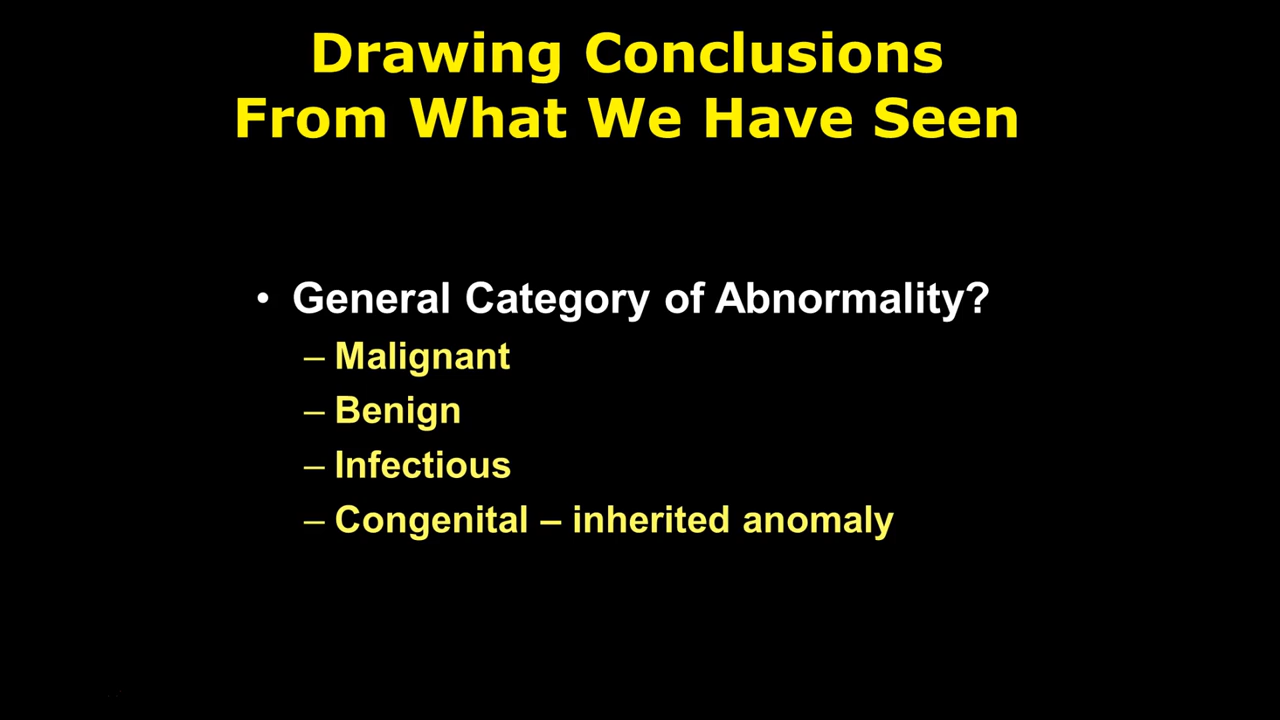 Drawing Conclusions
From What We Have Seen
• General Category of Abnormality?
– Malignant
– Benign
– Infectious
– Congenital – inherited anomaly